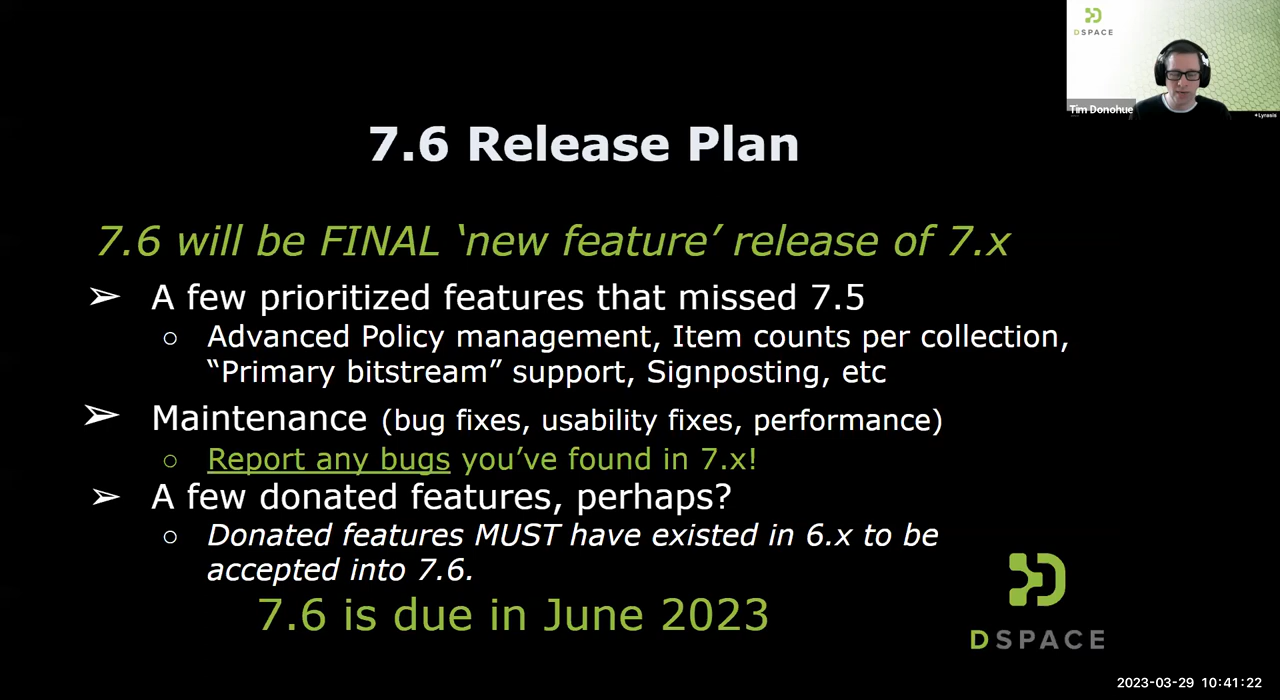 DSPACE
Tim Donohue
Lyrasis
7.6 Release Plan
7.6 will be FINAL ‘new feature’ release of 7.x
➢ A few prioritized features that missed 7.5
○ Advanced Policy management, Item counts per collection,
“Primary bitstream” support, Signposting, etc
➢ Maintenance (bug fixes, usability fixes, performance)
○ Report any bugs you’ve found in 7.x!
➢ A few donated features, perhaps?
○ Donated features MUST have existed in 6.x to be
accepted into 7.6.
7.6 is due in June 2023
DSPACE
2023-03-29 10:41:22